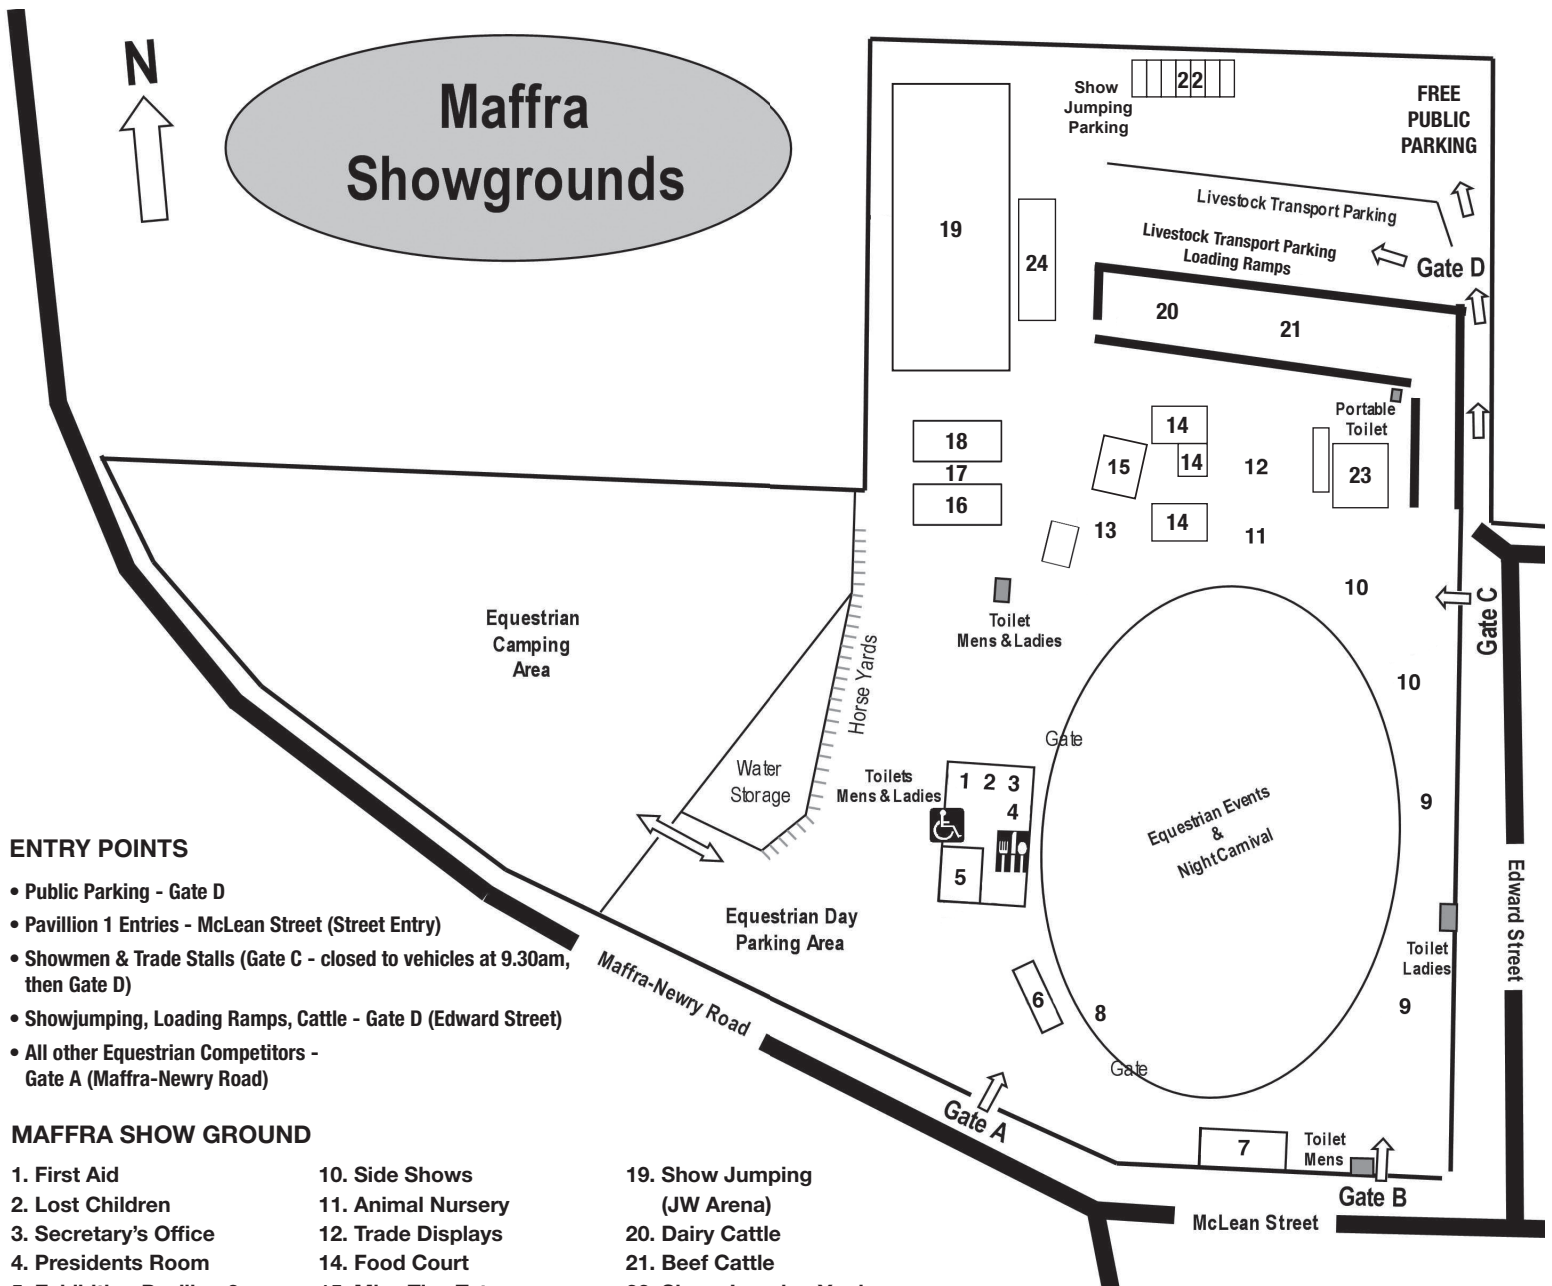 N
Maffra
Showgrounds
Show
Jumping
Parking
22
FREE
PUBLIC
PARKING
Livestock Transport Parking
Livestock Transport Parking
Loading Ramps
Gate D
19
24
20
21
Portable
Toilet
18
17
16
15
14
14
14
13
12
11
23
10
Gate C
10
Toilet
Mens & Ladies
Equestrian
Camping
Area
Horse Yards
Water
Storage
Toilets
Mens & Ladies
1 2 3
4
5
Gate
Equestrian Events
&
Night Carnival
9
Edward Street
Toilet
Ladies
9
Equestrian Day
Parking Area
6
8
Gate
Maffra-Newry Road
Gate A
7
Toilet
Mens
Gate B
McLean Street
ENTRY POINTS
• Public Parking - Gate D
• Pavillion 1 Entries - McLean Street (Street Entry)
• Showmen & Trade Stalls (Gate C - closed to vehicles at 9.30am,
then Gate D)
• Showjumping, Loading Ramps, Cattle - Gate D (Edward Street)
• All other Equestrian Competitors -
Gate A (Maffra-Newry Road)
MAFFRA SHOW GROUND
1. First Aid
2. Lost Children
3. Secretary's Office
4. Presidents Room
10. Side Shows
11. Animal Nursery
12. Trade Displays
14. Food Court
19. Show Jumping
(JW Arena)
20. Dairy Cattle
21. Beef Cattle